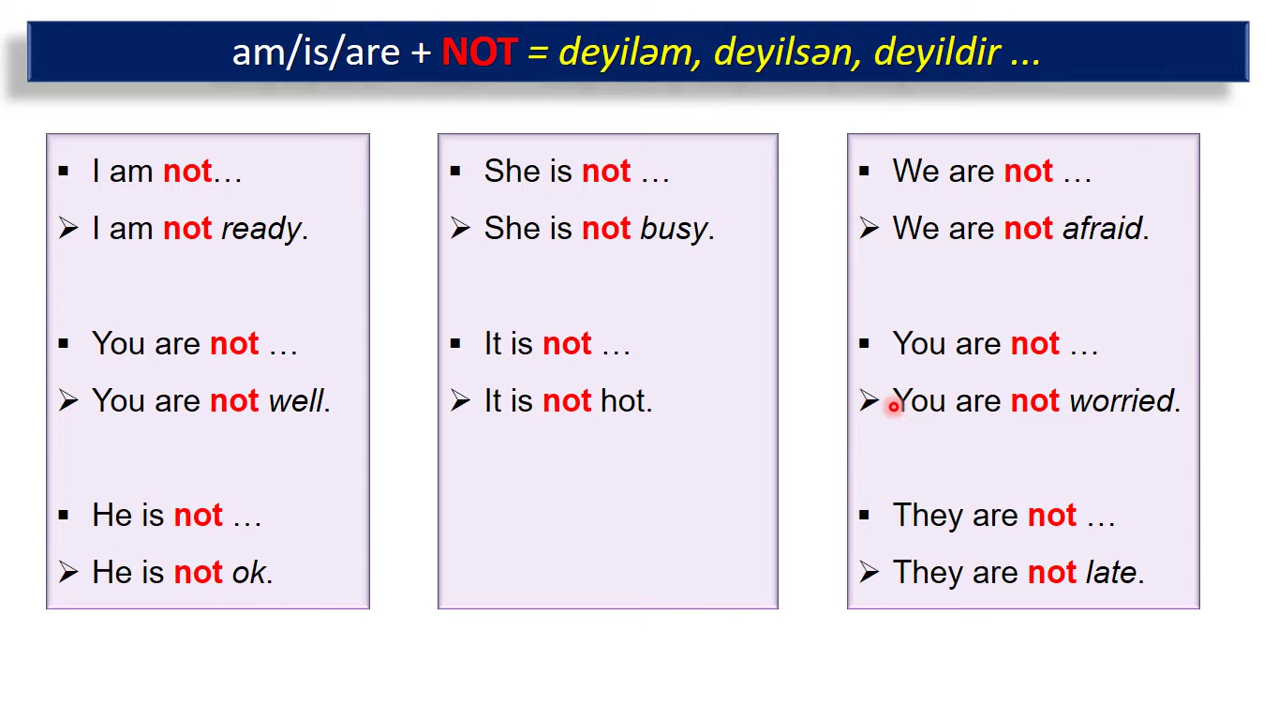 am/is/are + NOT = deyiləm, deyilsən, deyildir ...
I am not…
I am not ready.
You are not …
You are not well.
He is not …
He is not ok.
She is not …
She is not busy.
It is not …
It is not hot.
We are not …
We are not afraid.
You are not …
You are not worried.
They are not …
They are not late.